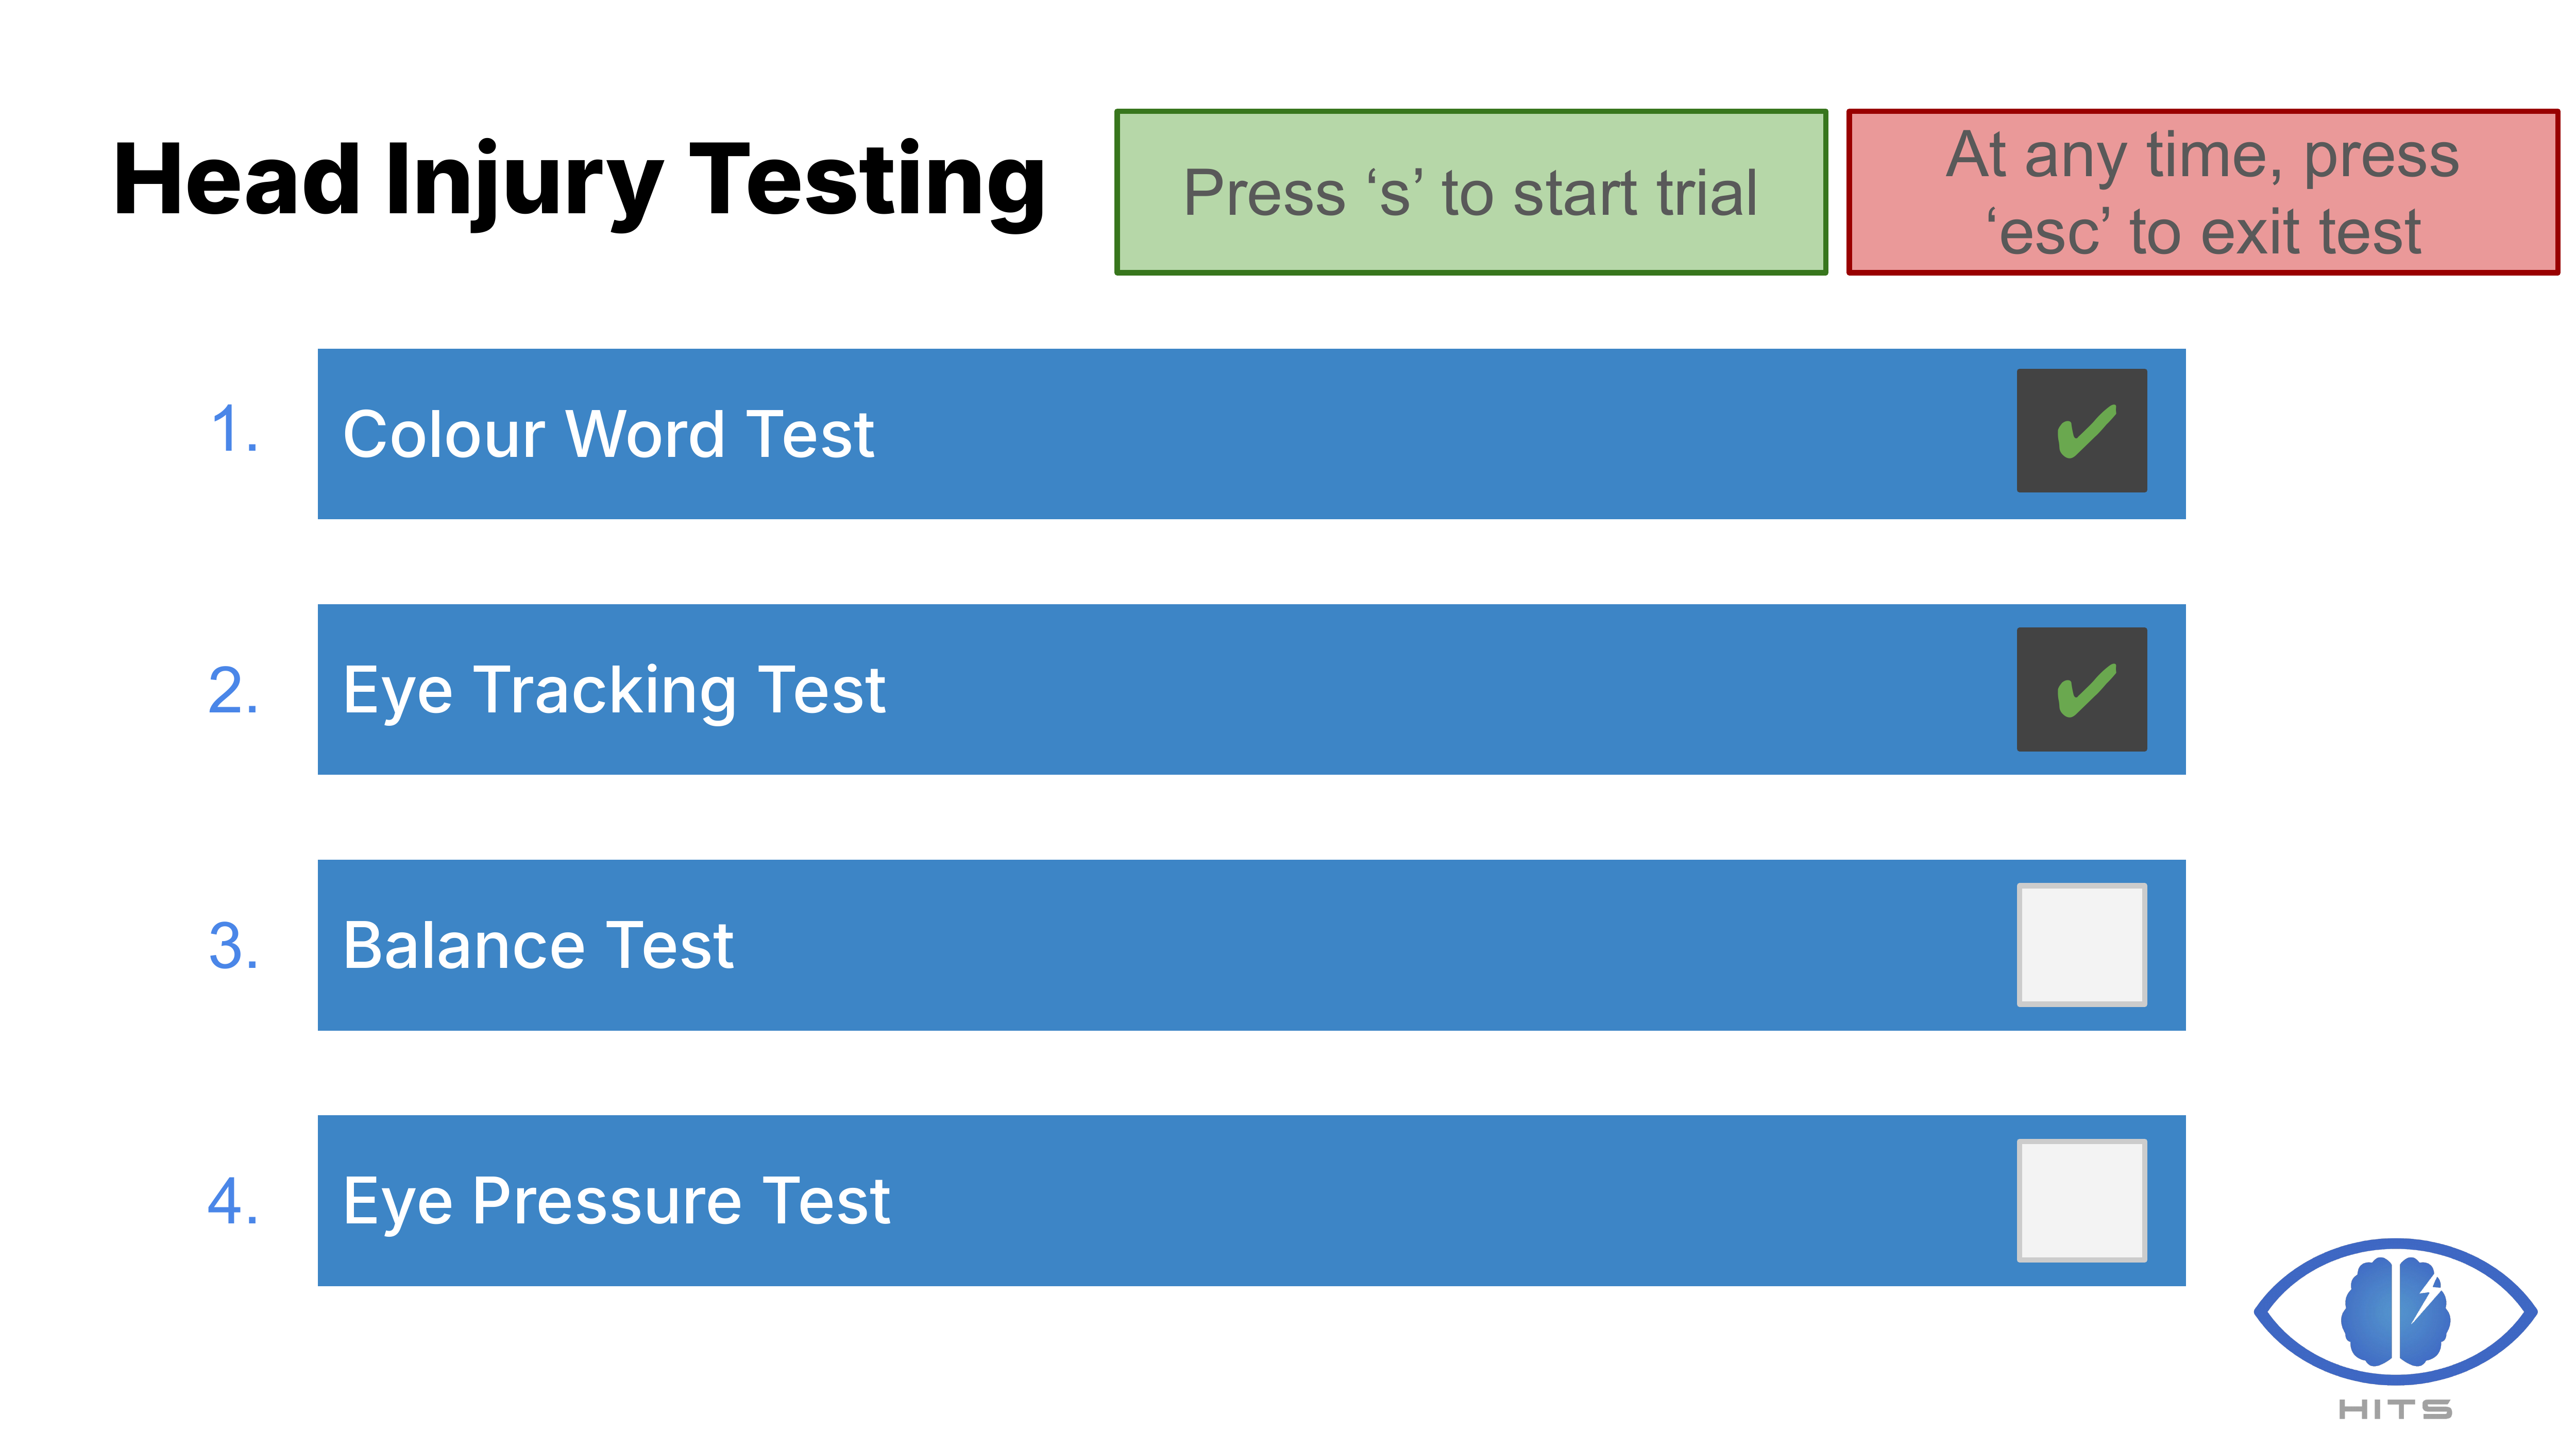 Head Injury Testing
Press ‘s’ to start trial
At any time, press
‘esc’ to exit test
1. Colour Word Test
2. Eye Tracking Test
3. Balance Test
4. Eye Pressure Test
HITS